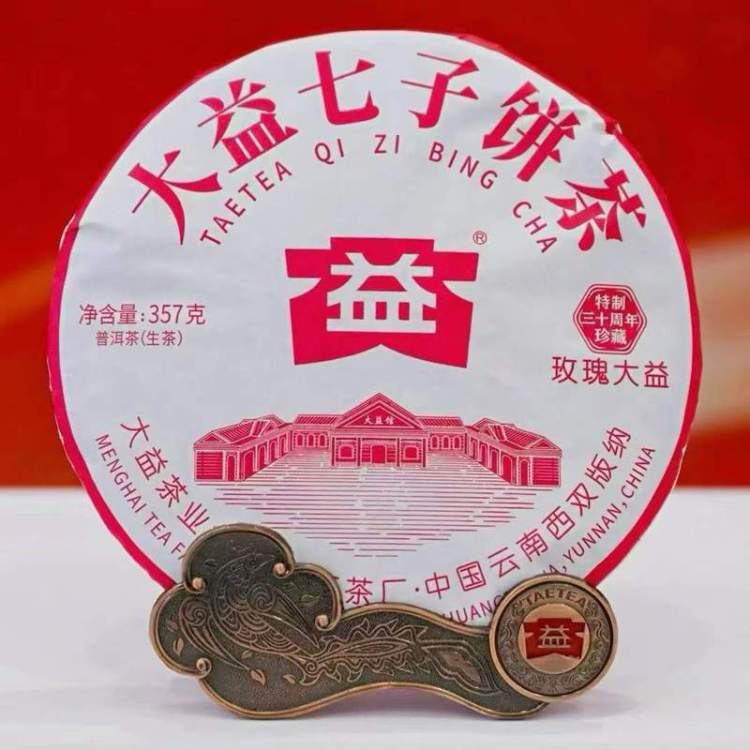 大益七子饼茶
TAETEA QI ZI BING CHA
益
®
净含量:357克
普洱茶(生茶)
特制
三十周年
珍藏
玫瑰大益
大益馆
大益茶业
茶厂·中国云南西双版纳
MENGHAI TEA
YUNNAN, CHINA
TAETEA
益